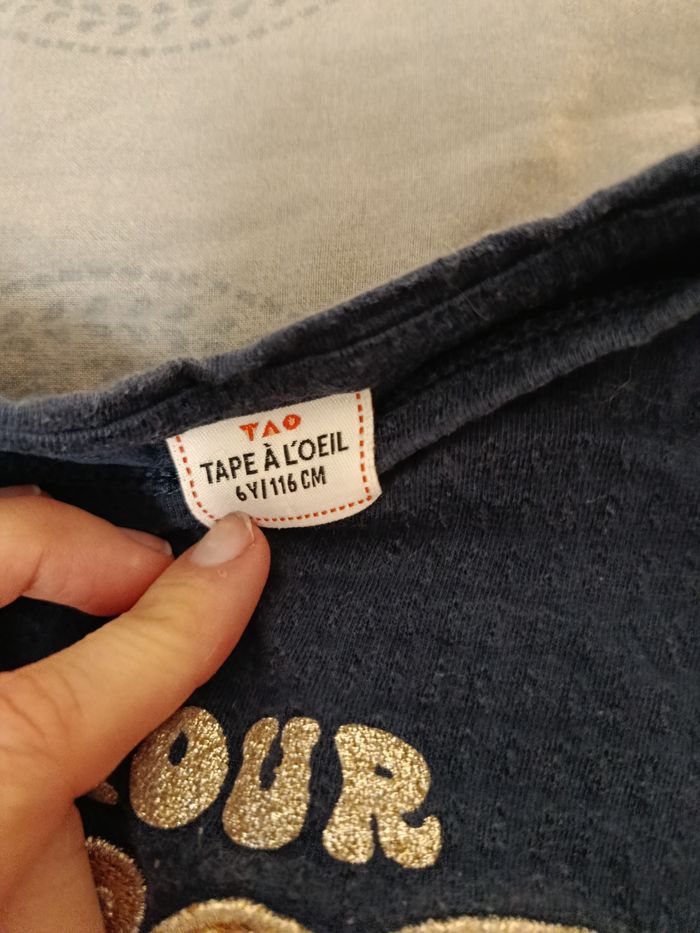 TAO
TAPE À L'OEIL
6Y/116 CM
OUR